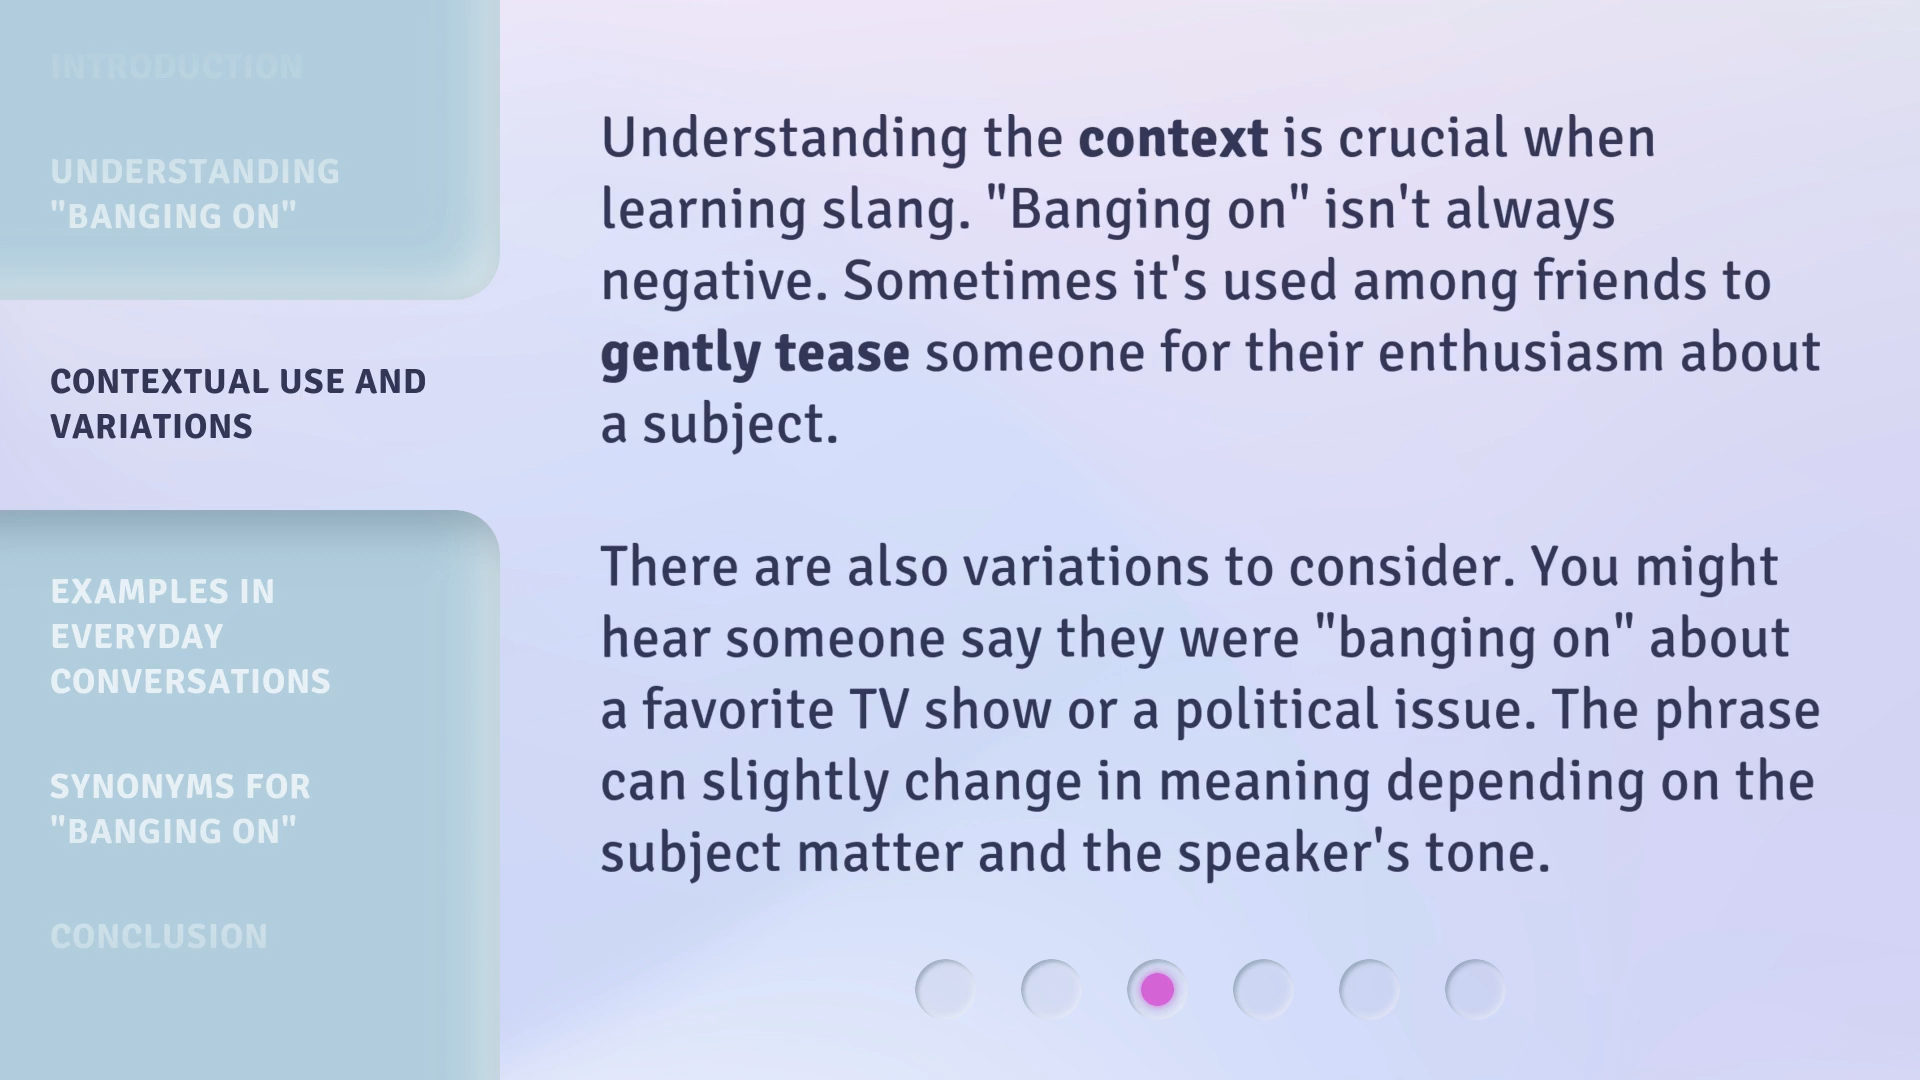 INTRODUCTION
UNDERSTANDING
"BANGING ON"
CONTEXTUAL USE AND
VARIATIONS
EXAMPLES IN
EVERYDAY
CONVERSATIONS
SYNONYMS FOR
"BANGING ON"
CONCLUSION
Understanding the context is crucial when
learning slang. "Banging on" isn't always
negative. Sometimes it's used among friends to
gently tease someone for their enthusiasm about
a subject.
There are also variations to consider. You might
hear someone say they were "banging on" about
a favorite TV show or a political issue. The phrase
can slightly change in meaning depending on the
subject matter and the speaker's tone.